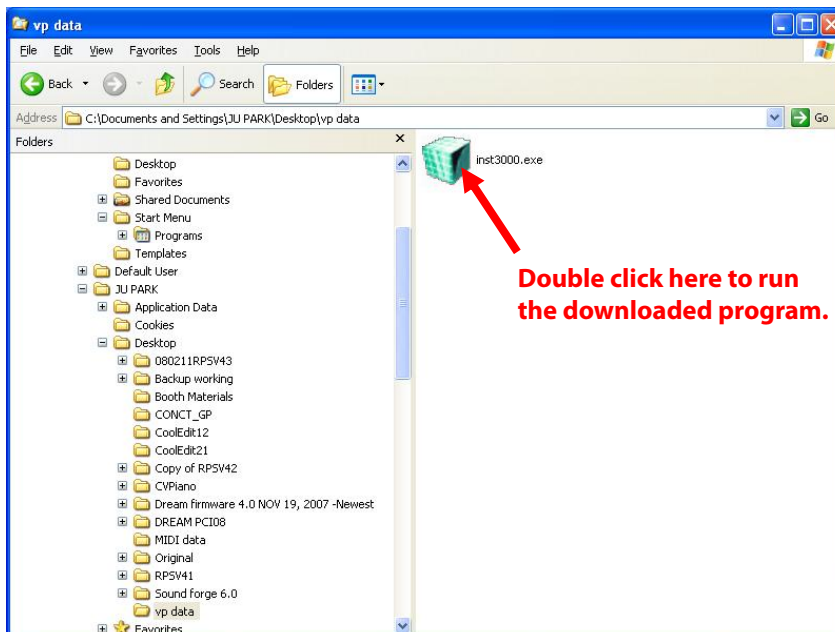 vp data
File Edit View Favorites Tools Help
Back Search Folders
Address C:\Documents and Settings\JU PARK\Desktop\vp data Go
Folders
Desktop
Favorites
Shared Documents
Start Menu
Programs
Templates
Default User
JU PARK
Application Data
Cookies
Desktop
080211RPSV43
Backup working
Booth Materials
CONCT_GP
CoolEdit12
CoolEdit21
Copy of RPSV42
CVPiano
Dream firmware 4.0 NOV 19, 2007 -Newest
DREAM PCI08
MIDI data
Original
RPSV41
Sound forge 6.0
vp data
Favorites
inst3000.exe
Double click here to run
the downloaded program.